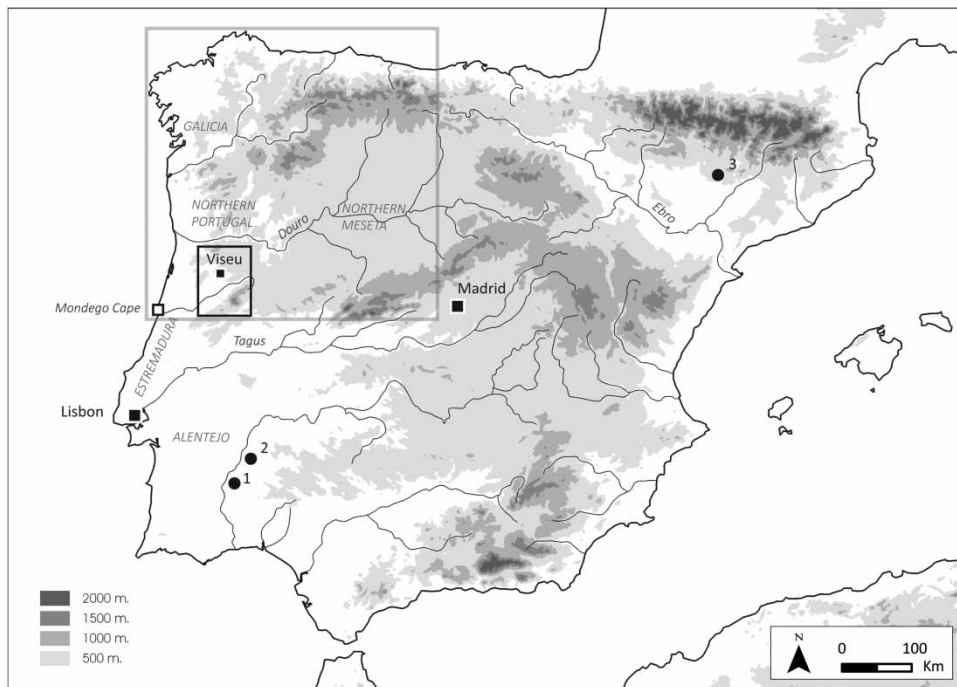 GALICIA
3
NORTHERN
PORTUGAL
Douro
NORTHERN
MESETA
Ebro
Viseu
Madrid
Mondego Cape
ESTREMADURA
Tagus
Lisbon
ALENTEJO
2
1
2000 m.
1500 m.
1000 m.
500 m.
N
0 100
Km